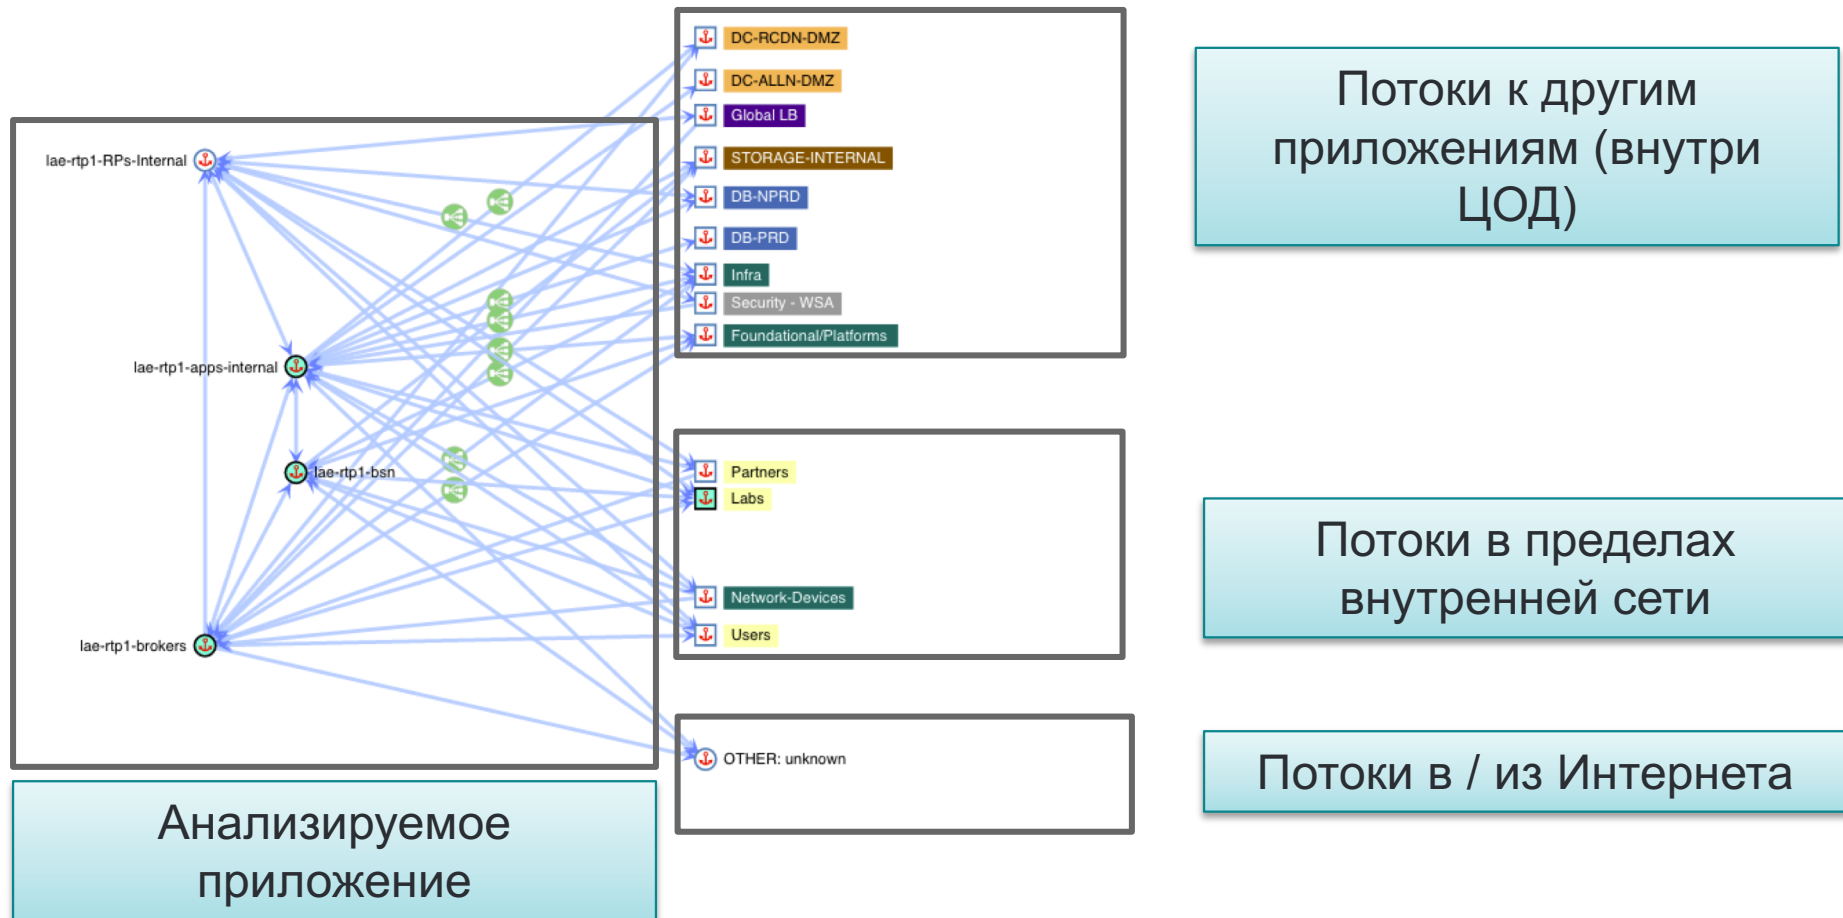 lae-rtp1-RPs-Internal
lae-rtp1-apps-internal
lae-rtp1-bsn
lae-rtp1-brokers
Анализируемое
приложение
DC-RCDN-DMZ
DC-ALLN-DMZ
Global LB
STORAGE-INTERNAL
DB-NPRD
DB-PRD
Infra
Security - WSA
Foundational/Platforms
Partners
Labs
Network-Devices
Users
OTHER: unknown
Потоки к другим
приложениям (внутри
ЦОД)
Потоки в пределах
внутренней сети
Потоки в / из Интернета